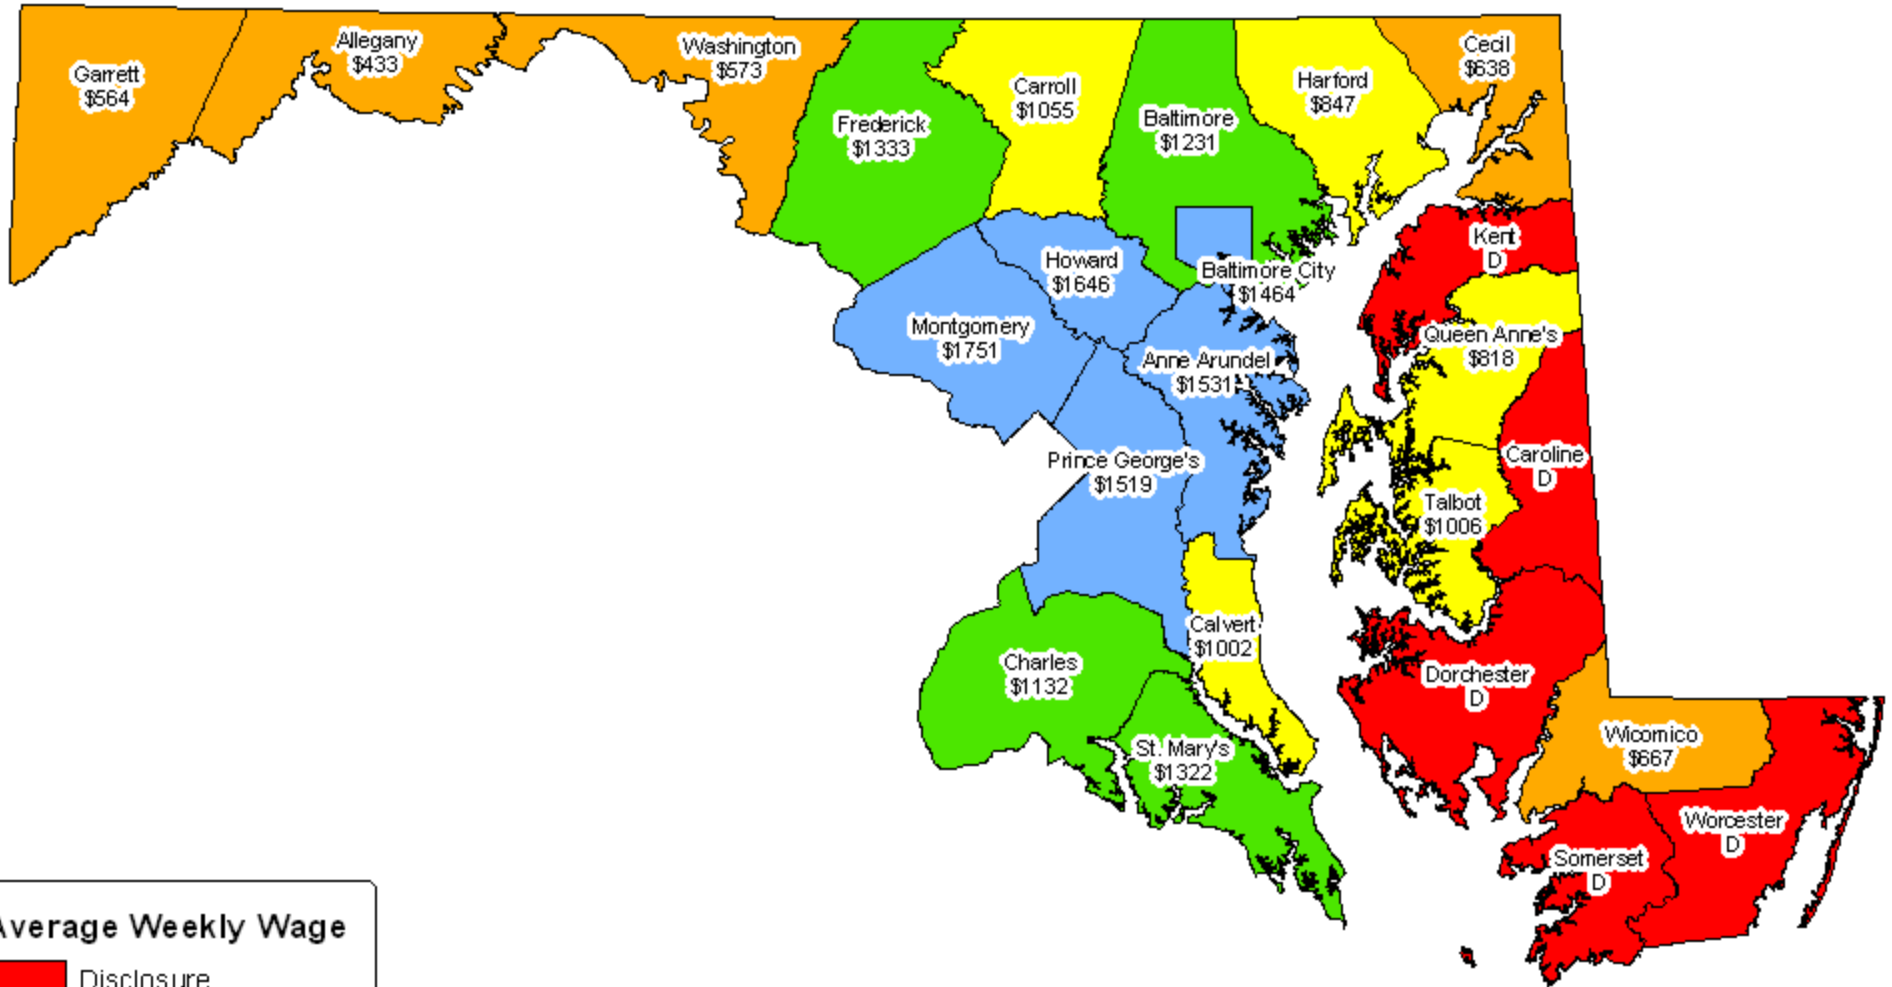 Garrett
$564
Allegany
$433
Washington
$573
Frederick
$1333
Carroll
$1055
Baltimore
$1231
Harford
$847
Cecil
$638
Kent
D
Howard
$1646
Baltimore City
$1464
Montgomery
$1751
Anne Arundel
$1531
Queen Anne's
$818
Prince George's
$1519
Caroline
D
Talbot
$1006
Calvert
$1002
Charles
$1132
Dorchester
D
St. Mary's
$1322
Wicomico
$667
Worcester
D
Somerset
D
Average Weekly Wage
Disclosure